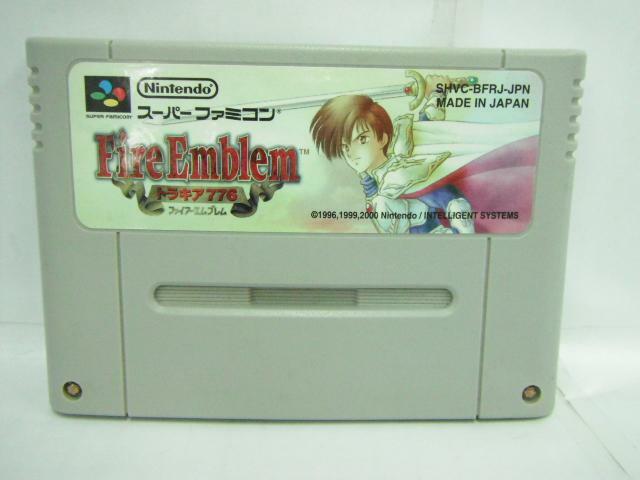 Nintendo®
SUPER FAMICOM
スーパーファミコン®
SHVC-BFRJ-JPN
MADE IN JAPAN
Fire Emblem™
トラキア776
ファイアーエムブレム
©1996,1999,2000 Nintendo / INTELLIGENT SYSTEMS